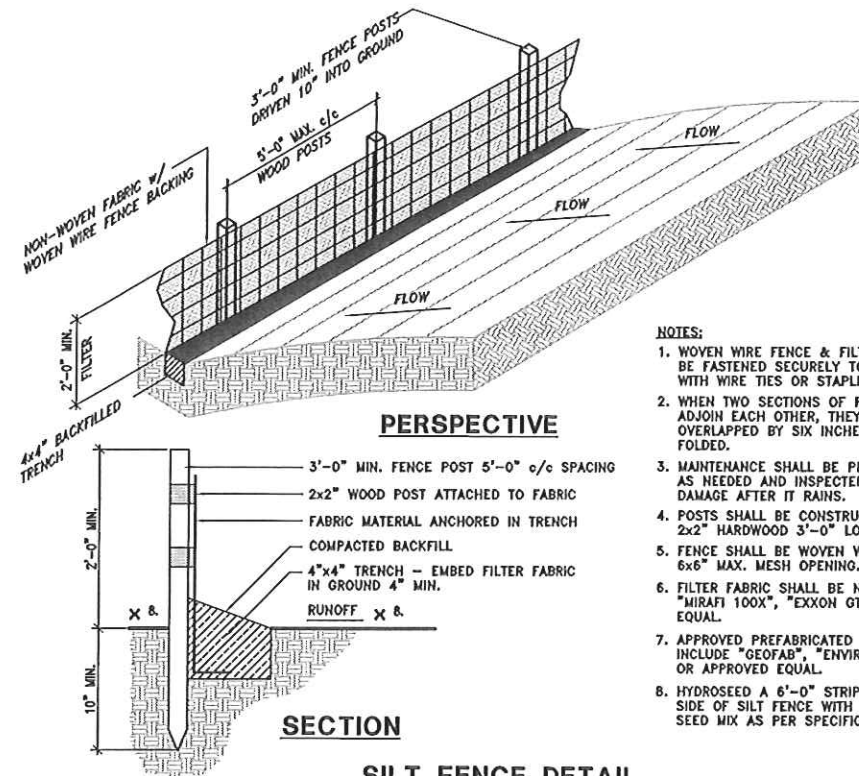 3'-0" MIN. FENCE POSTS
DRIVEN 10" INTO GROUND
5'-0" MAX. c/c
WOOD POSTS
NON-WOVEN FABRIC w/
WOVEN WIRE FENCE BACKING
FLOW
FLOW
FLOW
2'-0" MIN.
FILTER
4x4" BACKFILLED
TRENCH
PERSPECTIVE
3'-0" MIN. FENCE POST 5'-0" c/c SPACING
2x2" WOOD POST ATTACHED TO FABRIC
FABRIC MATERIAL ANCHORED IN TRENCH
COMPACTED BACKFILL
4"x4" TRENCH – EMBED FILTER FABRIC
IN GROUND 4" MIN.
RUNOFF X 8.
X 8.
2'-0" MIN.
10" MIN.
SECTION
NOTES:
1. WOVEN WIRE FENCE & FILT
BE FASTENED SECURELY TO
WITH WIRE TIES OR STAPLE
2. WHEN TWO SECTIONS OF F
ADJOIN EACH OTHER, THEY
OVERLAPPED BY SIX INCHE
FOLDED.
3. MAINTENANCE SHALL BE PE
AS NEEDED AND INSPECTED
DAMAGE AFTER IT RAINS.
4. POSTS SHALL BE CONSTRU
2x2" HARDWOOD 3'-0" LO
5. FENCE SHALL BE WOVEN W
6x6" MAX. MESH OPENING.
6. FILTER FABRIC SHALL BE N
"MIRAFI 100X", "EXXON GT
EQUAL.
7. APPROVED PREFABRICATED
INCLUDE "GEOFAB", "ENVIR
OR APPROVED EQUAL.
8. HYDROSEED A 6'-0" STRIP
SIDE OF SILT FENCE WITH
SEED MIX AS PER SPECIFIC
SILT FENCE DETAIL